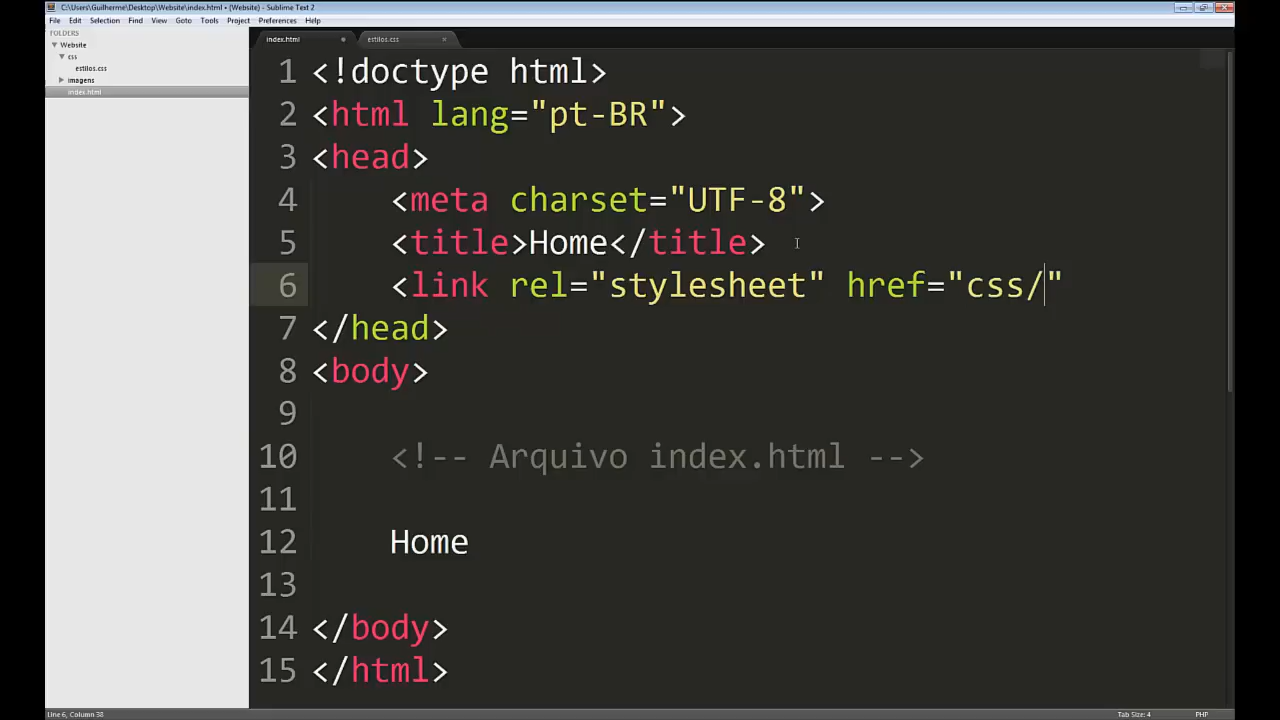 C:\Users\Guilherme\Desktop\Website\index.html • (Website) - Sublime Text 2
File Edit Selection Find View Goto Tools Project Preferences Help
FOLDERS
Website
css
estilos.css
imagens
index.html
index.html
estilos.css
1 <!doctype html>
2 <html lang="pt-BR">
3 <head>
4 <meta charset="UTF-8">
5 <title>Home</title>
6 <link rel="stylesheet" href="css/"
7 </head>
8 <body>
9
10 <!-- Arquivo index.html -->
11
12 Home
13
14 </body>
15 </html>
Line 6, Column 38
Tab Size: 4
PHP